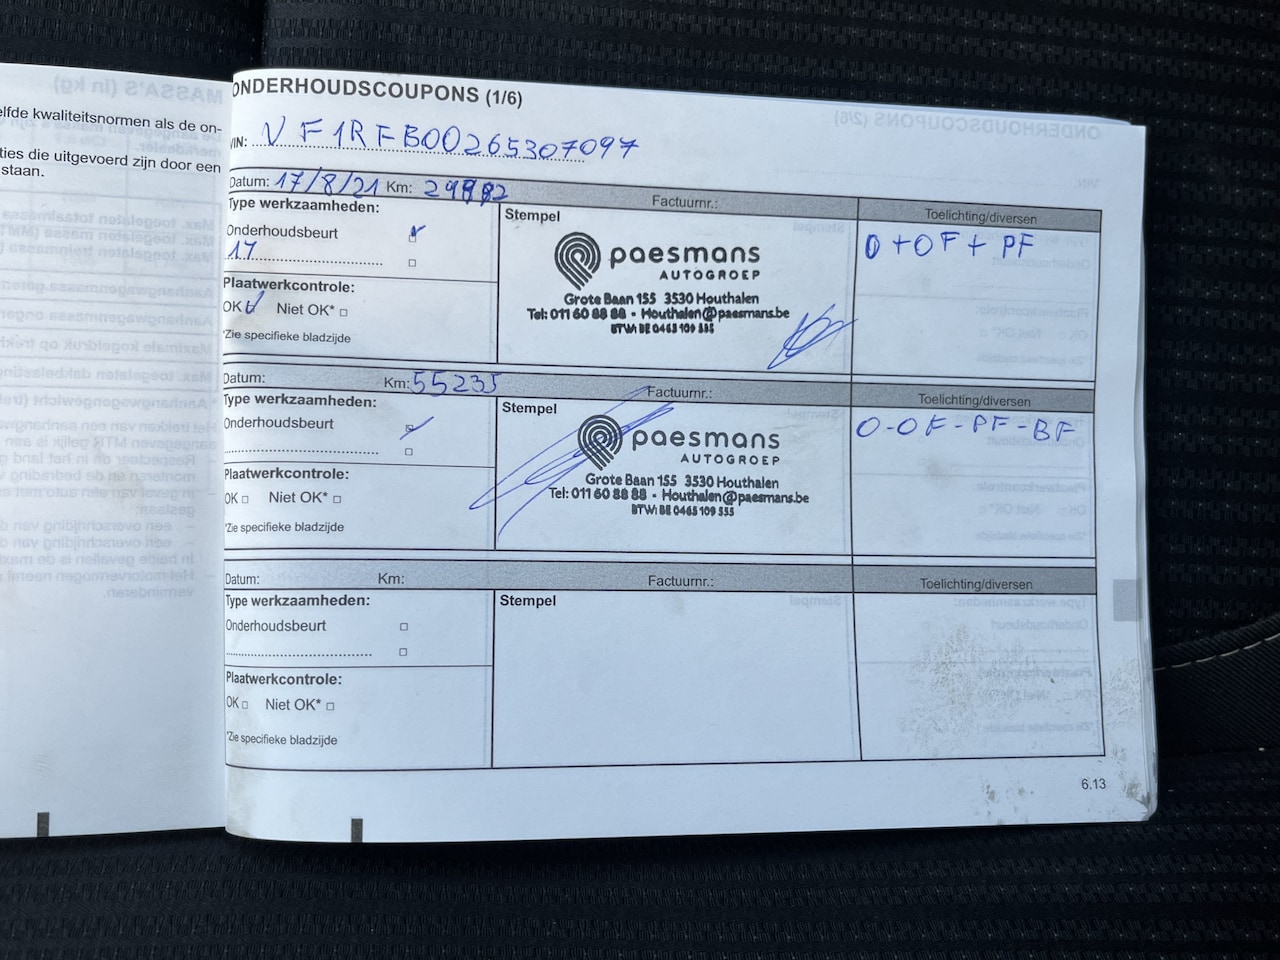 elfde kwaliteitsnormen als de on-
ties die uitgevoerd zijn door een
staan.
ONDERHOUDSCOUPONS (1/6)
VIN: VF1RFB00265307097
Datum: 17/8/21 Km: Factuurnr.: Toelichting/diversen
Type werkzaamheden:
Stempel
Onderhoudsbeurt
17
Plaatwerkcontrole:
OK Niet OK*
*Zie specifieke bladzijde
paesmans
AUTOGROEP
Grote Baan 155 3530 Houthalen
Tel: 011 60 88 88 - Houthalen@paesmans.be
BTW: BE 0465 109 555
O+OF+PF
Datum: Km: 55235 Factuurnr.: Toelichting/diversen
Type werkzaamheden:
Stempel
Onderhoudsbeurt
Plaatwerkcontrole:
OK Niet OK*
*Zie specifieke bladzijde
paesmans
AUTOGROEP
Grote Baan 155 3530 Houthalen
Tel: 011 60 88 88 - Houthalen@paesmans.be
BTW: BE 0465 109 555
O-OF-PF-BF
Datum: Km: Factuurnr.: Toelichting/diversen
Type werkzaamheden:
Stempel
Onderhoudsbeurt
Plaatwerkcontrole:
OK Niet OK*
*Zie specifieke bladzijde
6.13